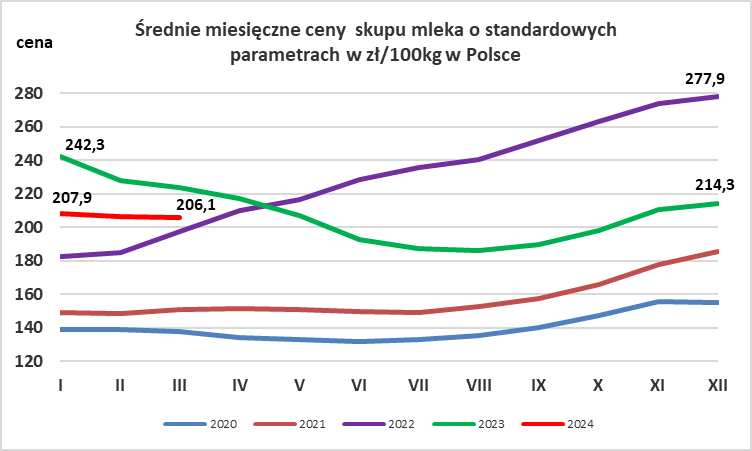 Średnie miesięczne ceny skupu mleka o standardowych
parametrach w zł/100kg w Polsce
cena
277,9
280
260
242,3
240
220
214,3
207,9
206,1
200
180
160
140
120
I II III IV V VI VII VIII IX X XI XII
2020 2021 2022 2023 2024